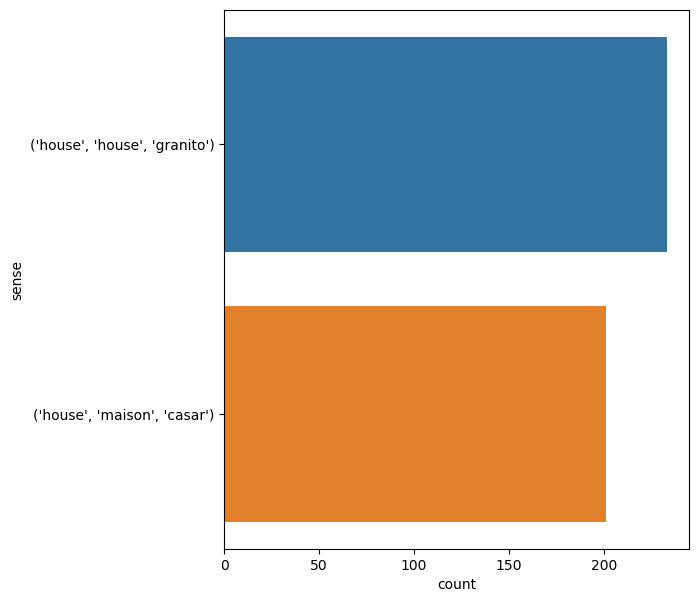 ('house', 'house', 'granito')
('house', 'maison', 'casar')
sense
0 50 100 150 200
count